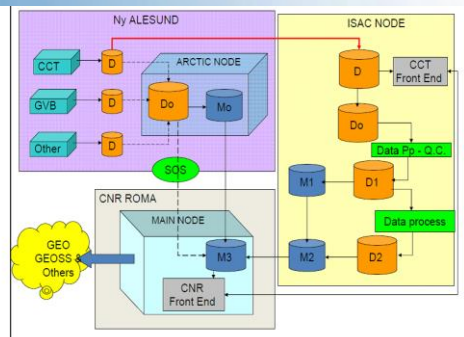 Ny ALESUND
CCT
D
GVB
D
Other
D
ARCTIC NODE
Do
Mo
SOS
ISAC NODE
D
CCT
Front End
Do
Data Pp - Q.C.
M1
D1
Data process
M2
D2
CNR ROMA
MAIN NODE
M3
CNR
Front End
GEO
GEOSS &
Others